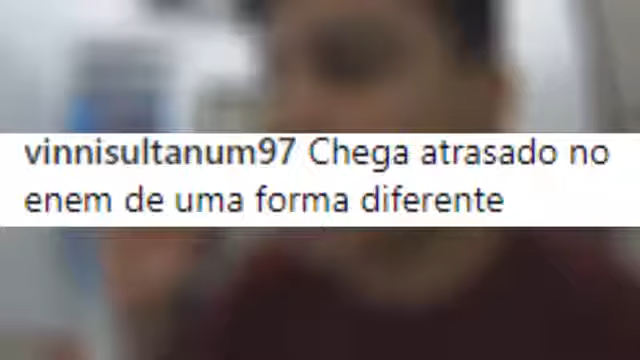 vinnisultanum97 Chega atrasado no
enem de uma forma diferente